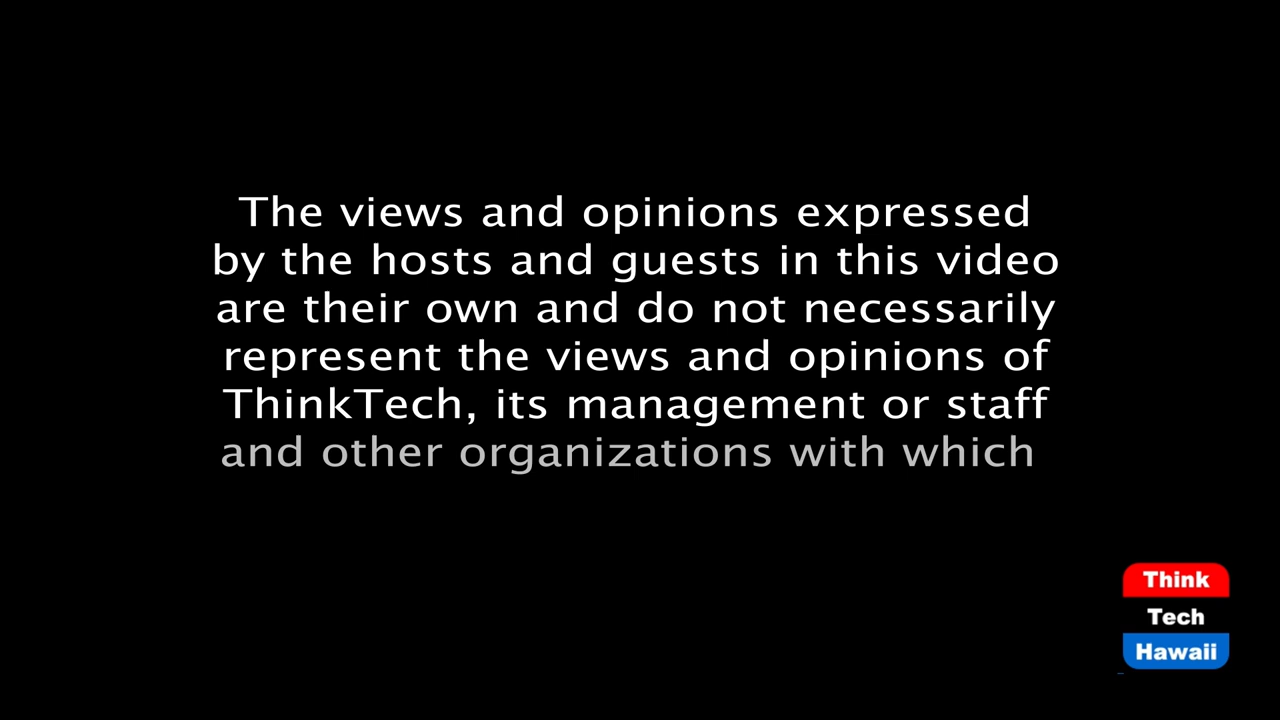 The views and opinions expressed
by the hosts and guests in this video
are their own and do not necessarily
represent the views and opinions of
ThinkTech, its management or staff
and other organizations with which
Think
Tech
Hawaii